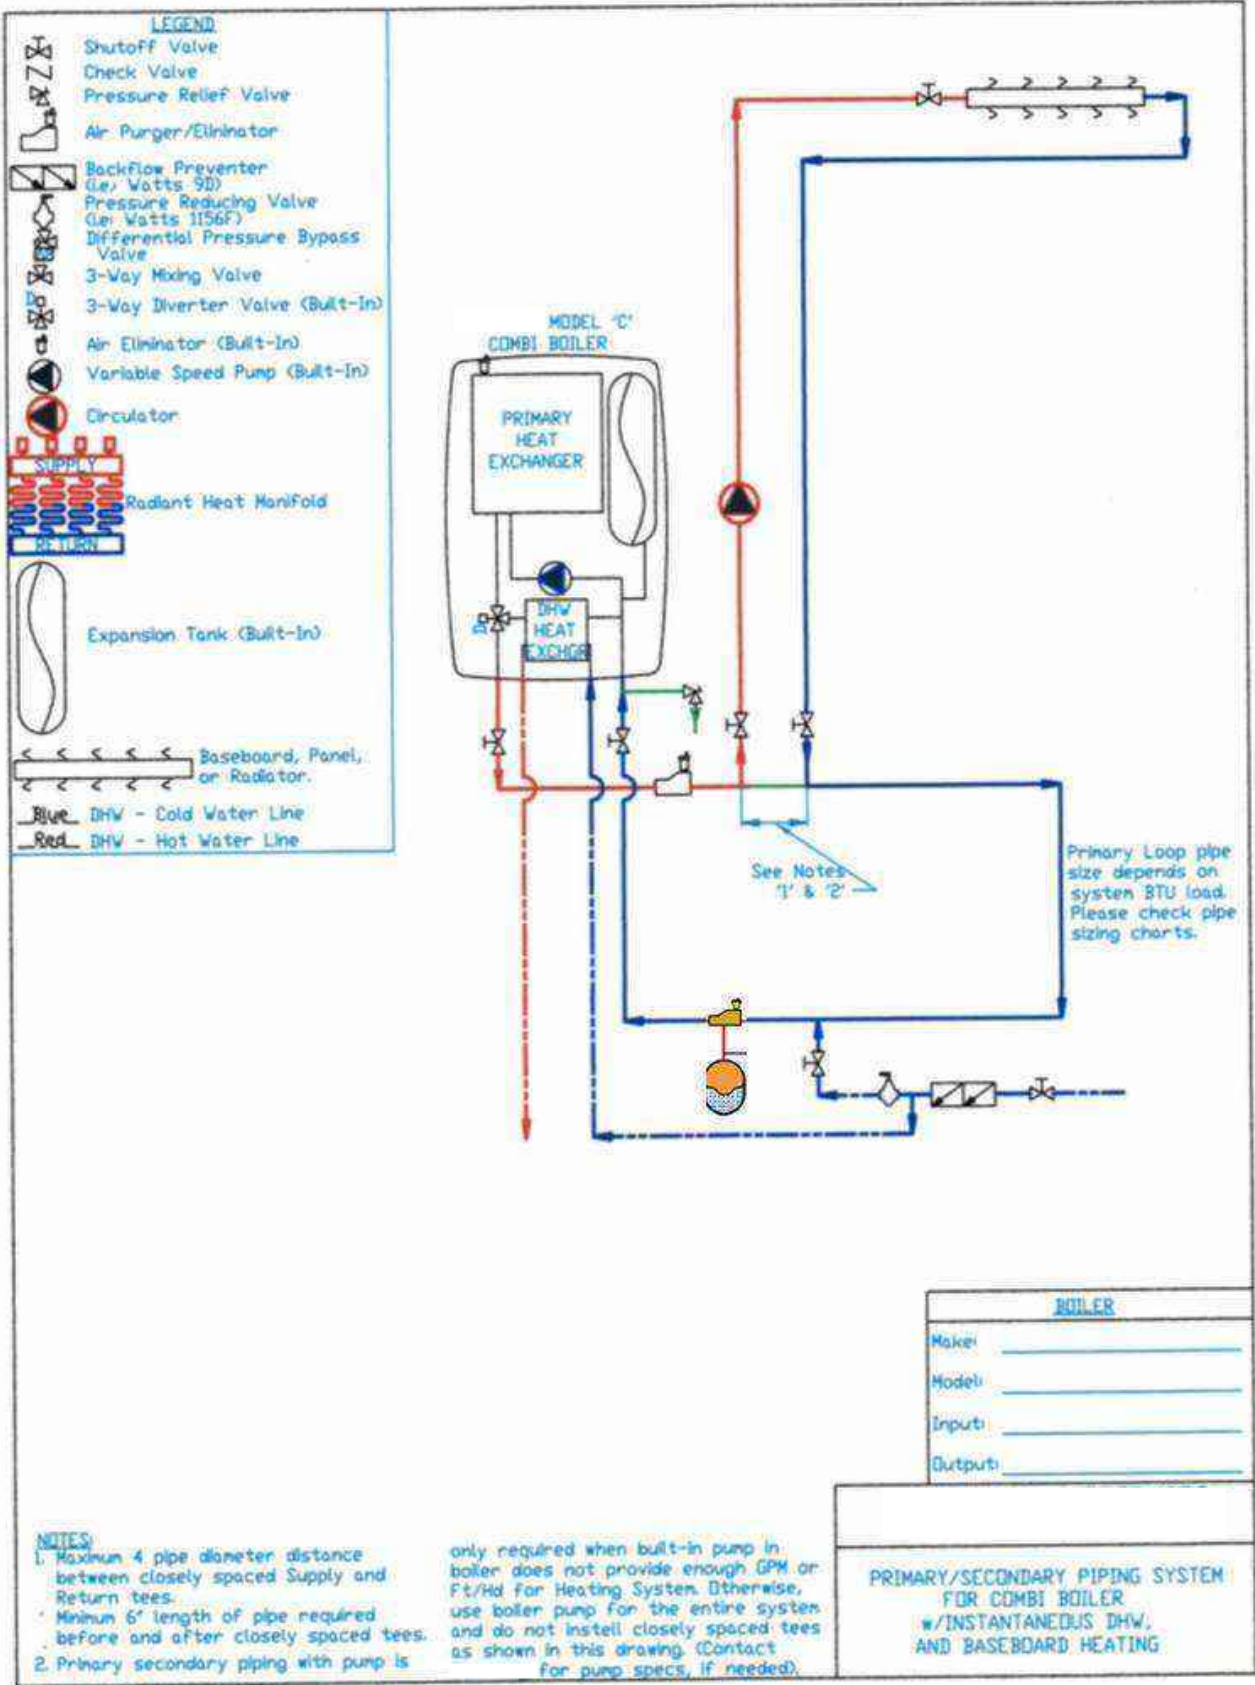 LEGEND
Shutoff Valve
Check Valve
Pressure Relief Valve
Air Purger/Eliminator
Backflow Preventer
(i.e; Watts 9D)
Pressure Reducing Valve
(i.e; Watts 1156F)
Differential Pressure Bypass
Valve
3-Way Mixing Valve
D
3-Way Diverter Valve (Built-In)
Air Eliminator (Built-In)
Variable Speed Pump (Built-In)
Circulator
SUPPLY
Radiant Heat Manifold
RETURN
Expansion Tank (Built-In)
Baseboard, Panel,
or Radiator.
Blue DHW - Cold Water Line
Red DHW - Hot Water Line
MODEL 'C'
COMBI BOILER
PRIMARY
HEAT
EXCHANGER
D
DHW
HEAT
EXCHGR
See Notes
'1' & '2'
Primary Loop pipe
size depends on
system BTU load.
Please check pipe
sizing charts.
BOILER
Make:
Model:
Input:
Output:
NOTES:
1. Maximum 4 pipe diameter distance
between closely spaced Supply and
Return tees.
Minimum 6" length of pipe required
before and after closely spaced tees.
2. Primary secondary piping with pump is
only required when built-in pump in
boiler does not provide enough GPM or
Ft/Hd for Heating System. Otherwise,
use boiler pump for the entire system
and do not install closely spaced tees
as shown in this drawing. (Contact
for pump specs, if needed).
PRIMARY/SECONDARY PIPING SYSTEM
FOR COMBI BOILER
w/INSTANTANEOUS DHW,
AND BASEBOARD HEATING